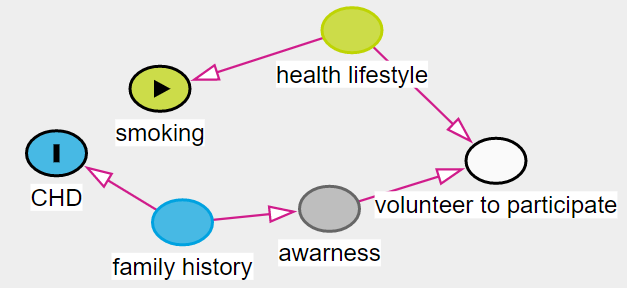 health lifestyle
smoking
CHD
volunteer to participate
awarness
family history